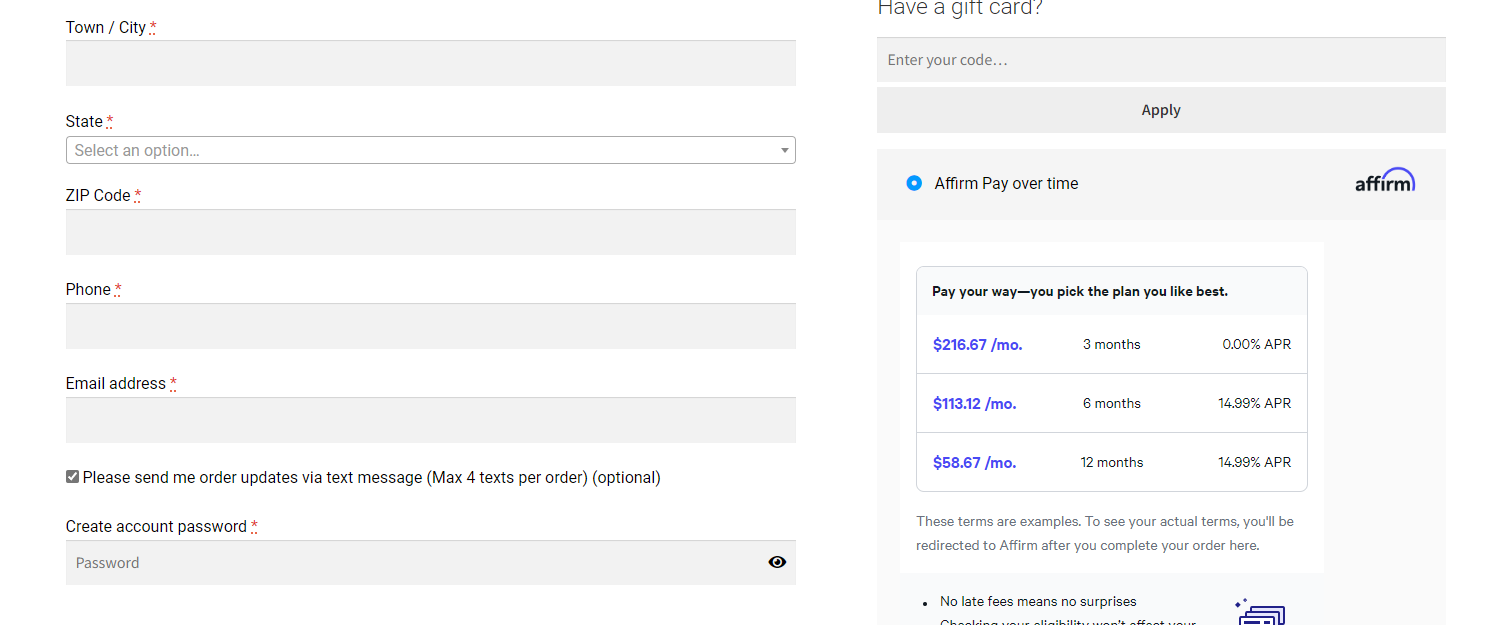 Town / City *
State *
Select an option…
ZIP Code *
Phone *
Email address *
Please send me order updates via text message (Max 4 texts per order) (optional)
Create account password *
Password
Have a gift card?
Enter your code…
Apply
Affirm Pay over time
affirm
Pay your way—you pick the plan you like best.
$216.67 /mo. 3 months 0.00% APR
$113.12 /mo. 6 months 14.99% APR
$58.67 /mo. 12 months 14.99% APR
These terms are examples. To see your actual terms, you'll be
redirected to Affirm after you complete your order here.
No late fees means no surprises
Checking your eligibility won't affect your